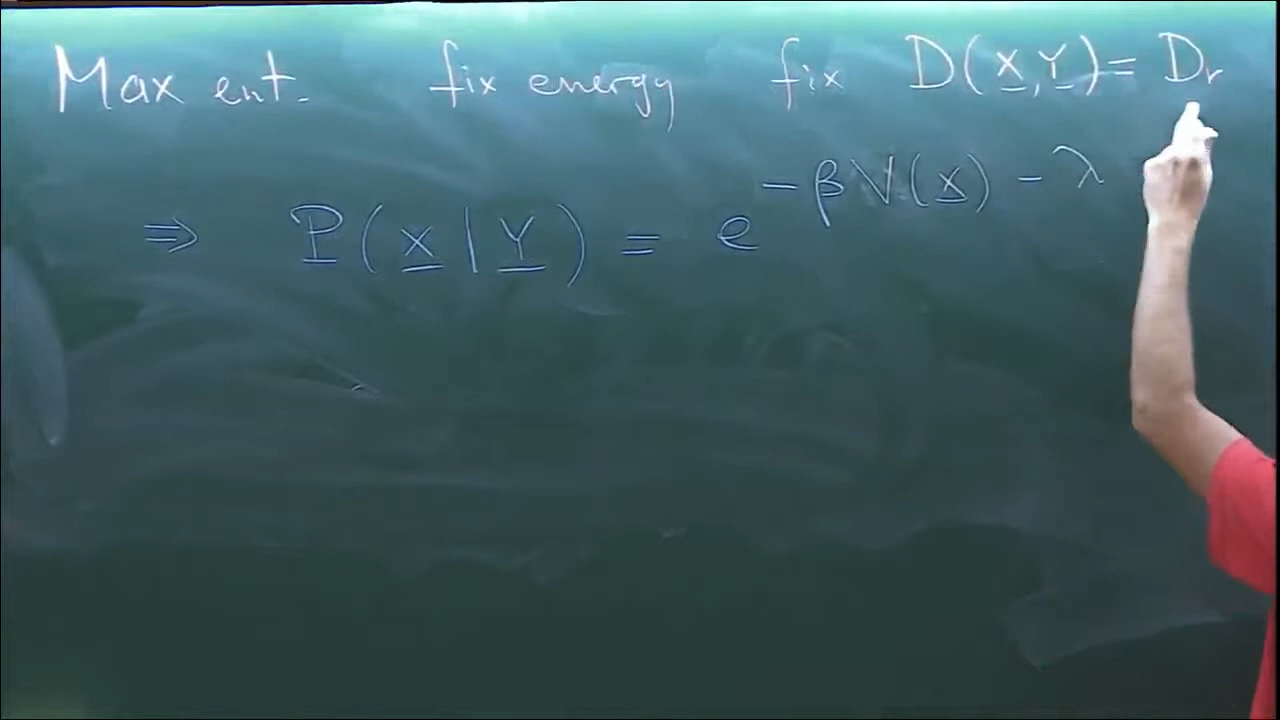 Max ent. fix energy fix D(X,Y)= Dr
⇒ P(X|Y) = e^{-βV(X) - λ}